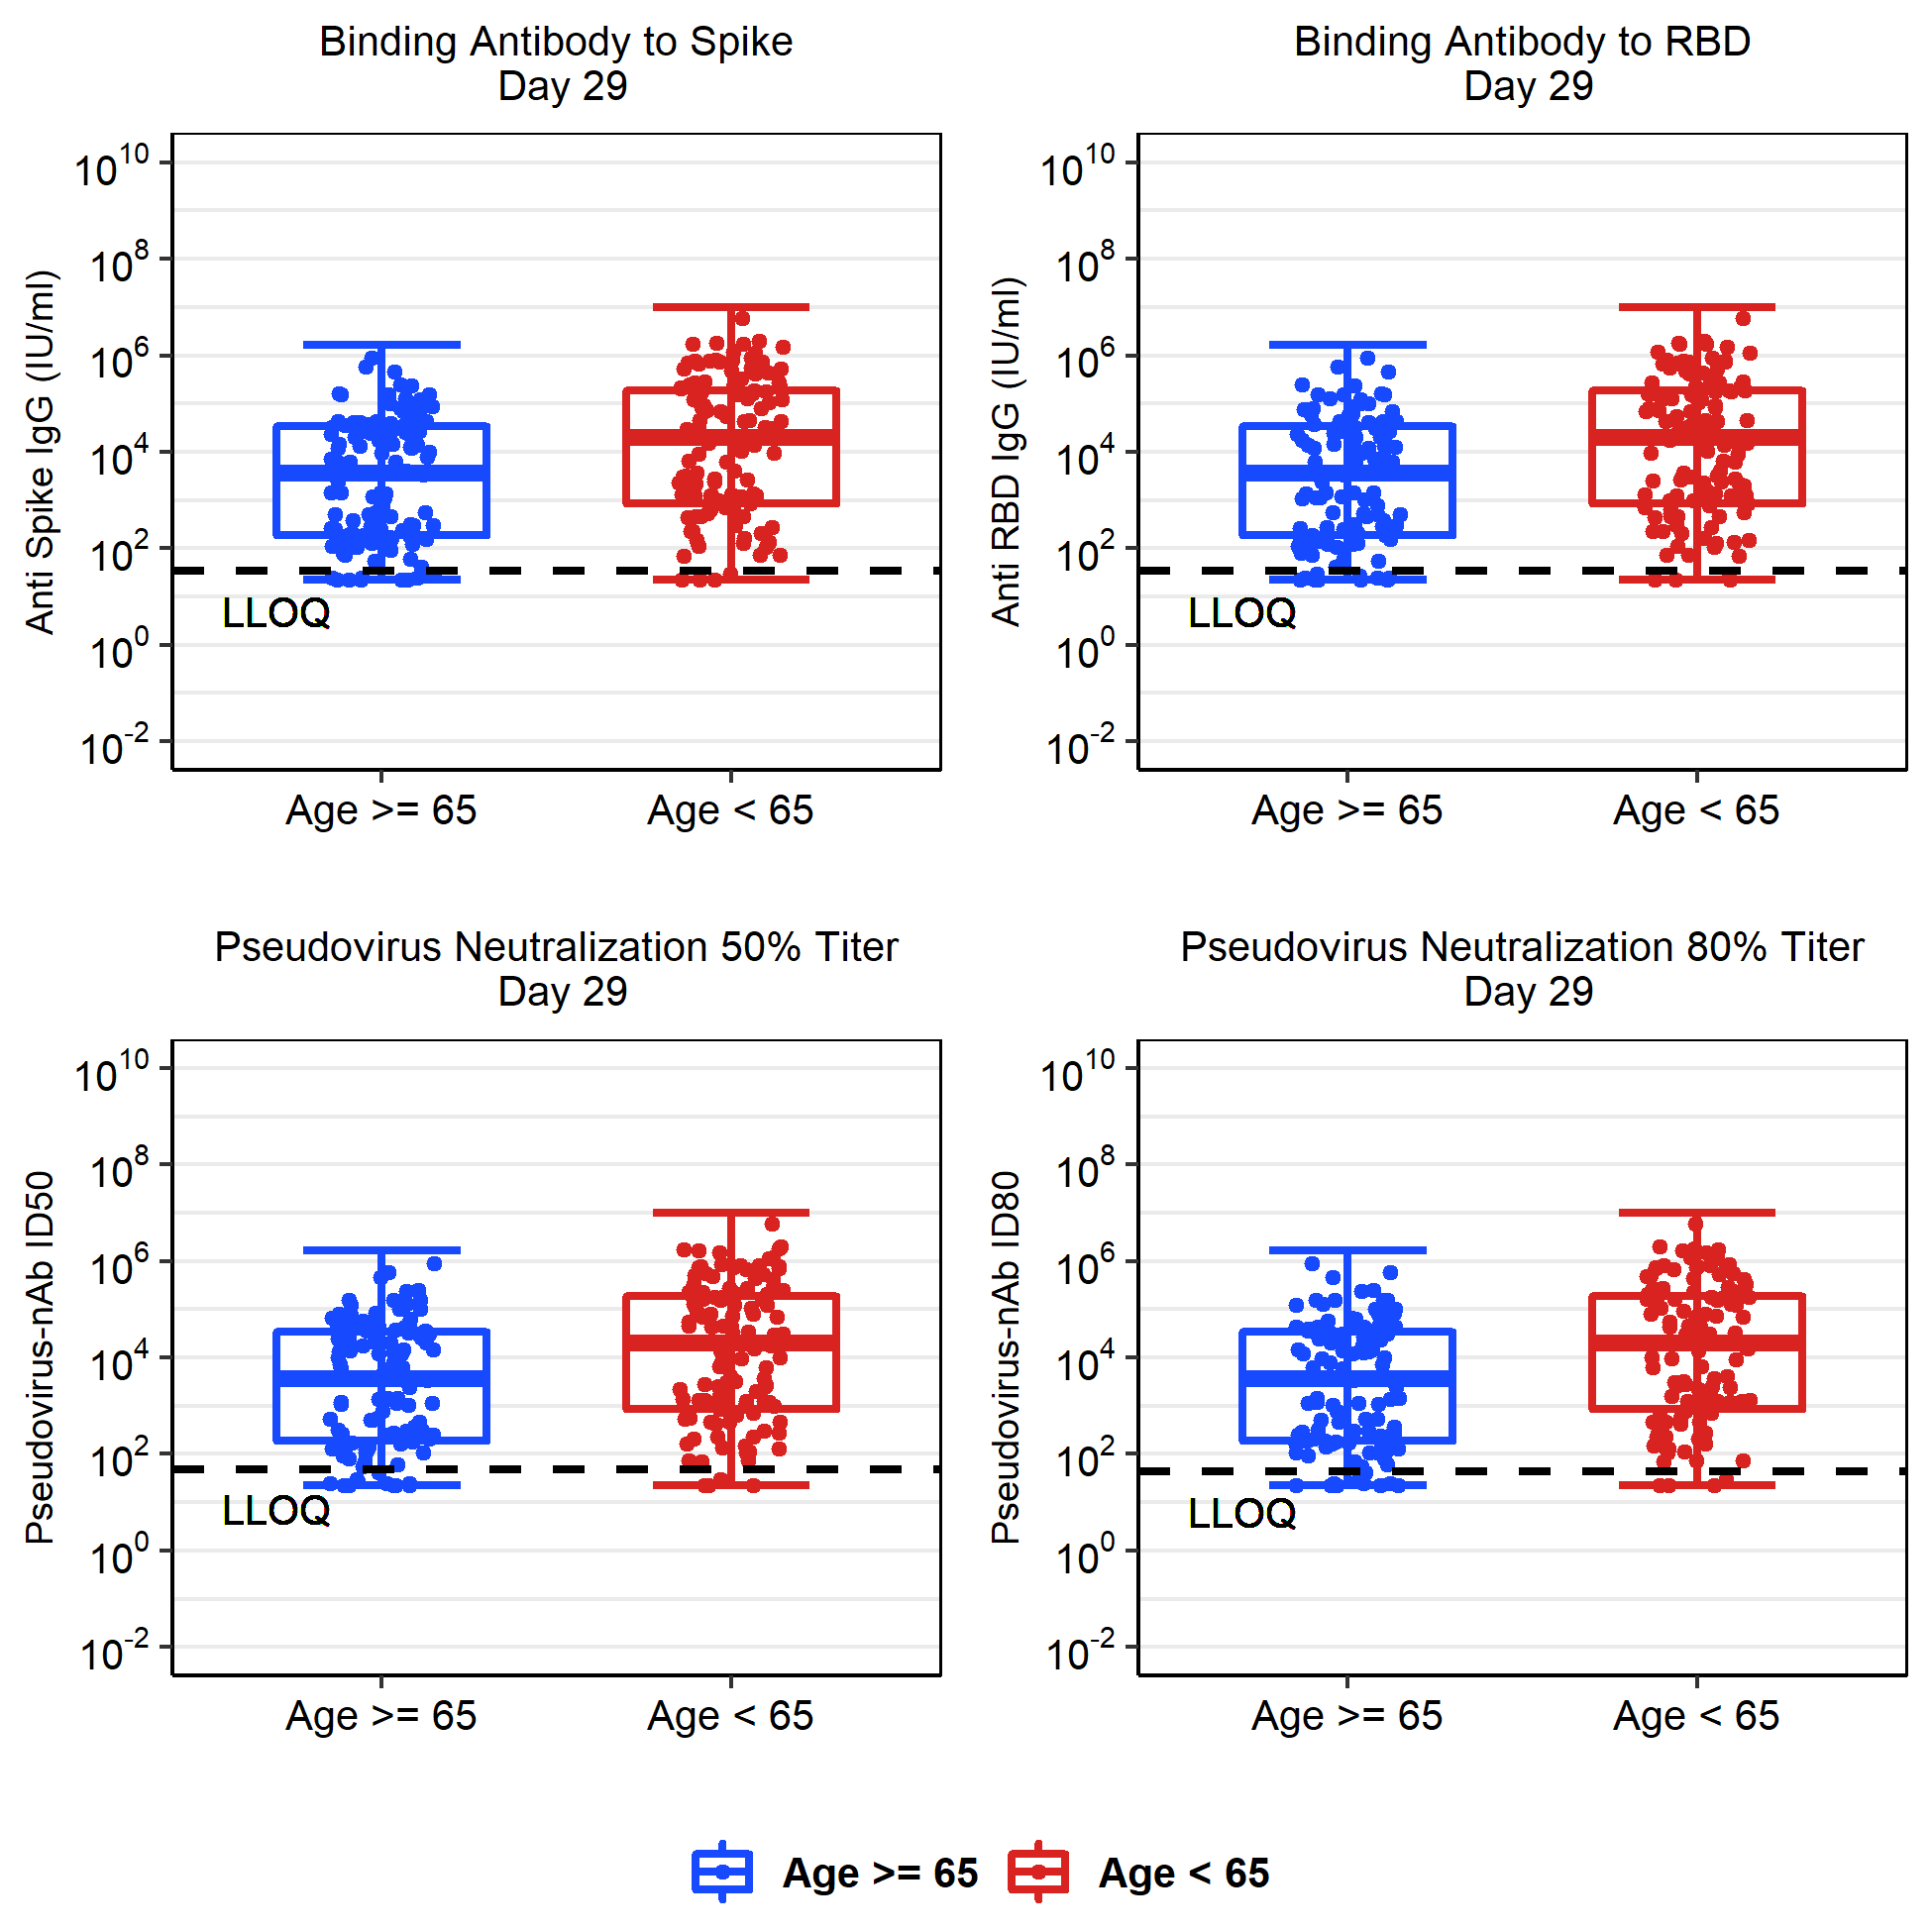 Binding Antibody to Spike
Day 29
Anti Spike IgG (IU/ml)
10^10
10^8
10^6
10^4
10^2
10^0
10^-2
LLOQ
Age >= 65
Age < 65
Binding Antibody to RBD
Day 29
Anti RBD IgG (IU/ml)
10^10
10^8
10^6
10^4
10^2
10^0
10^-2
LLOQ
Age >= 65
Age < 65
Pseudovirus Neutralization 50% Titer
Day 29
Pseudovirus-nAb ID50
10^10
10^8
10^6
10^4
10^2
10^0
10^-2
LLOQ
Age >= 65
Age < 65
Pseudovirus Neutralization 80% Titer
Day 29
Pseudovirus-nAb ID80
10^10
10^8
10^6
10^4
10^2
10^0
10^-2
LLOQ
Age >= 65
Age < 65
Age >= 65
Age < 65